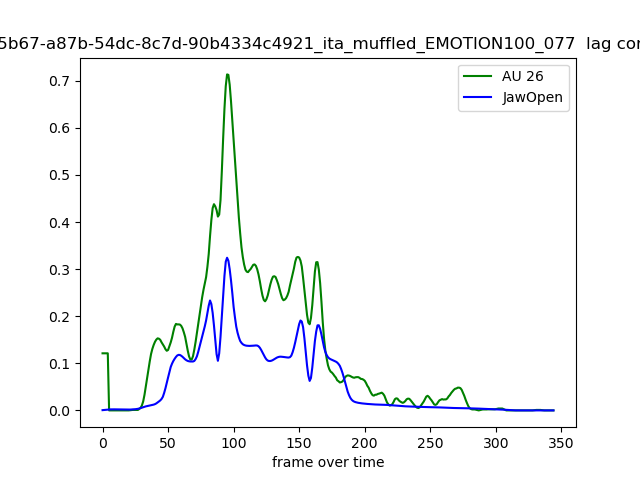 5b67-a87b-54dc-8c7d-90b4334c4921_ita_muffled_EMOTION100_077 lag
AU 26
JawOpen
0.7
0.6
0.5
0.4
0.3
0.2
0.1
0.0
0 50 100 150 200 250 300 350
frame over time